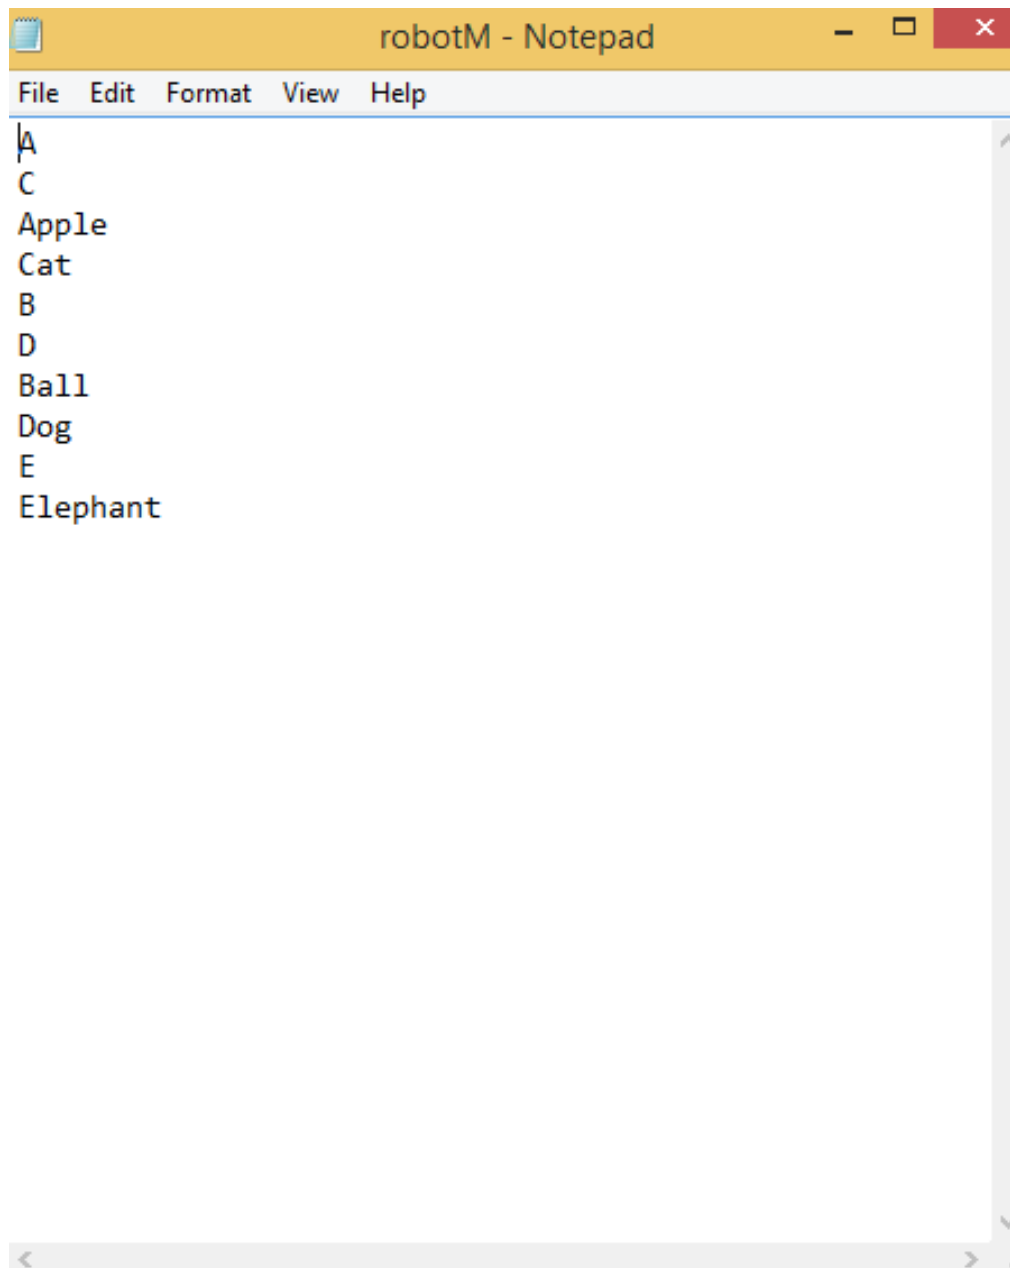 robotM - Notepad
File Edit Format View Help
A
C
Apple
Cat
B
D
Ball
Dog
E
Elephant